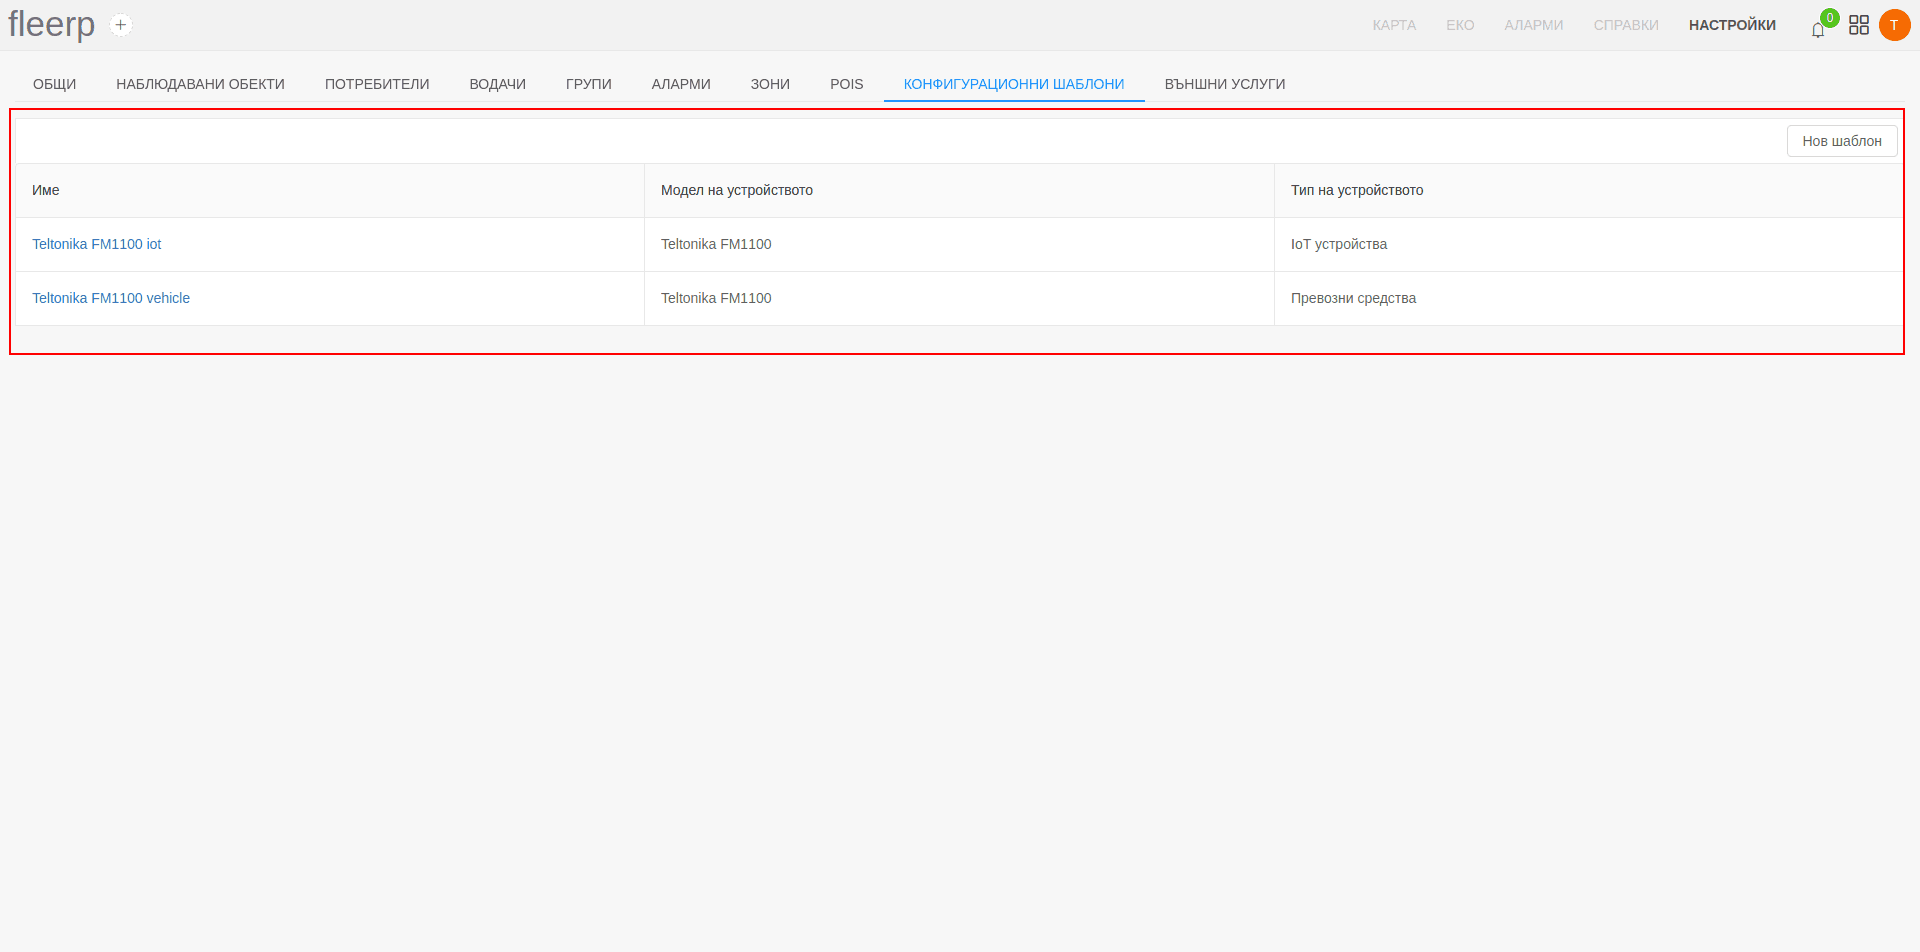 fleerp + КАРТА ЕКО АЛАРМИ СПРАВКИ НАСТРОЙКИ 0 T
ОБЩИ НАБЛЮДАВАНИ ОБЕКТИ ПОТРЕБИТЕЛИ ВОДАЧИ ГРУПИ АЛАРМИ ЗОНИ POIS КОНФИГУРАЦИОННИ ШАБЛОНИ ВЪНШНИ УСЛУГИ
Нов шаблон
Име Модел на устройството Тип на устройството
Teltonika FM1100 iot Teltonika FM1100 IoT устройства
Teltonika FM1100 vehicle Teltonika FM1100 Превозни средства